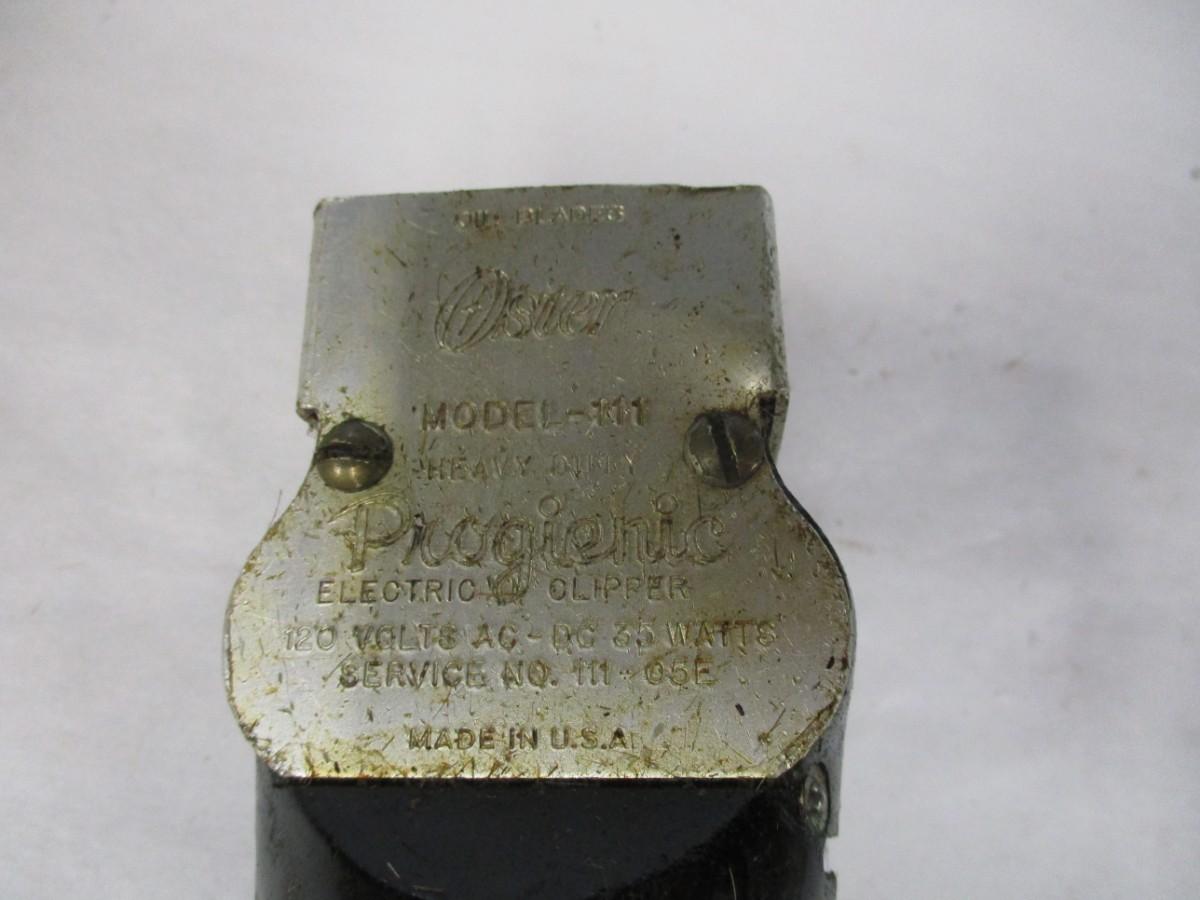 OIL BLADES
Oster
MODEL-111
HEAVY DUTY
Progienic
ELECTRIC CLIPPER
120 VOLTS AC-DC 35 WATTS
SERVICE NO. 111-05E
MADE IN U.S.A.